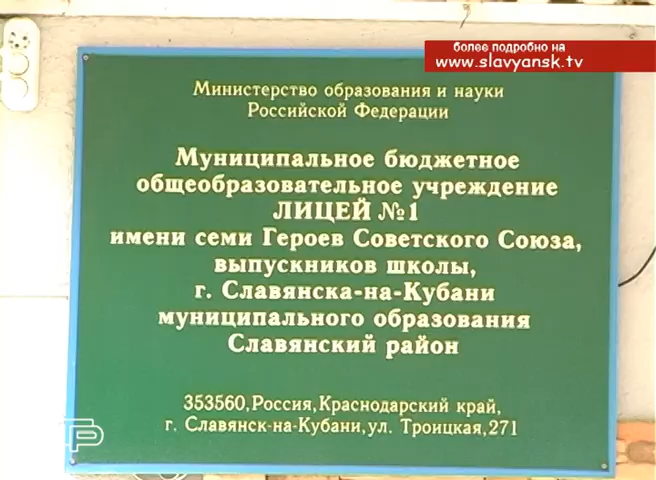 более подробно на
www.slavyansk.tv
Министерство образования и науки
Российской Федерации
Муниципальное бюджетное
общеобразовательное учреждение
ЛИЦЕЙ №1
имени семи Героев Советского Союза,
выпускников школы,
г. Славянска-на-Кубани
муниципального образования
Славянский район
353560,Россия,Краснодарский край,
г. Славянск-на-Кубани,ул. Троицкая,271